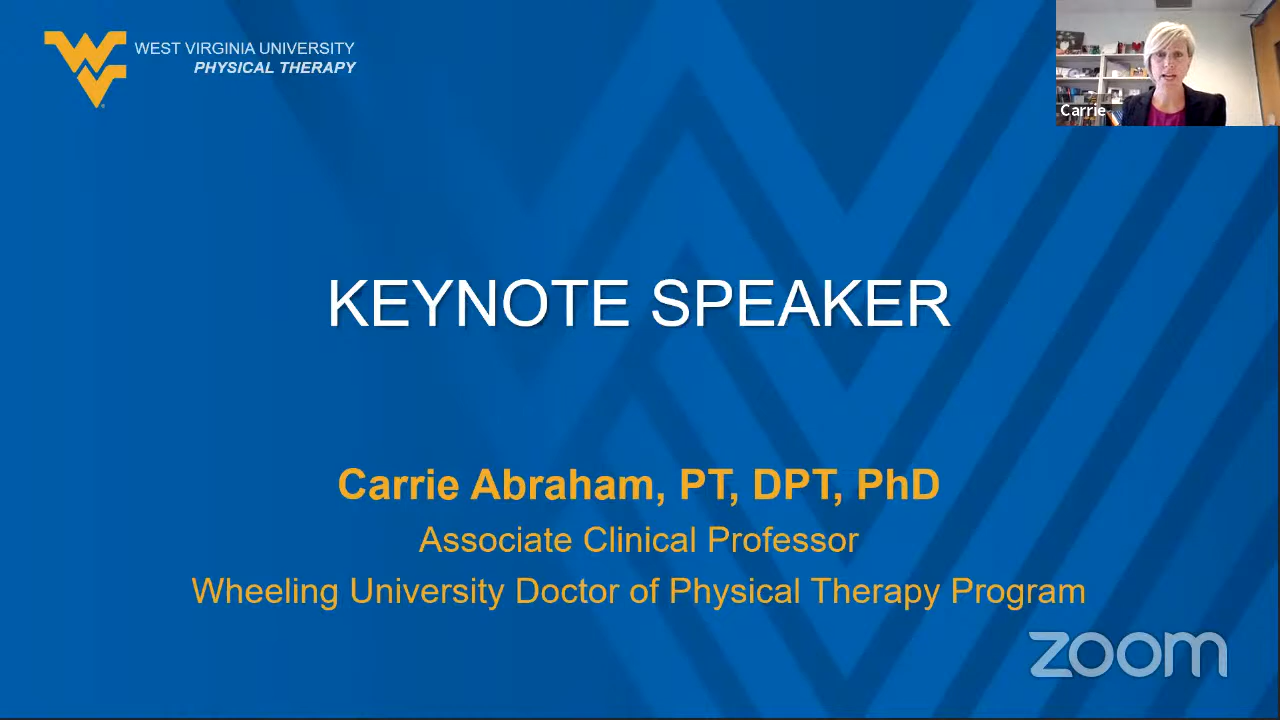 WEST VIRGINIA UNIVERSITY
PHYSICAL THERAPY
Carrie
KEYNOTE SPEAKER
Carrie Abraham, PT, DPT, PhD
Associate Clinical Professor
Wheeling University Doctor of Physical Therapy Program
zoom